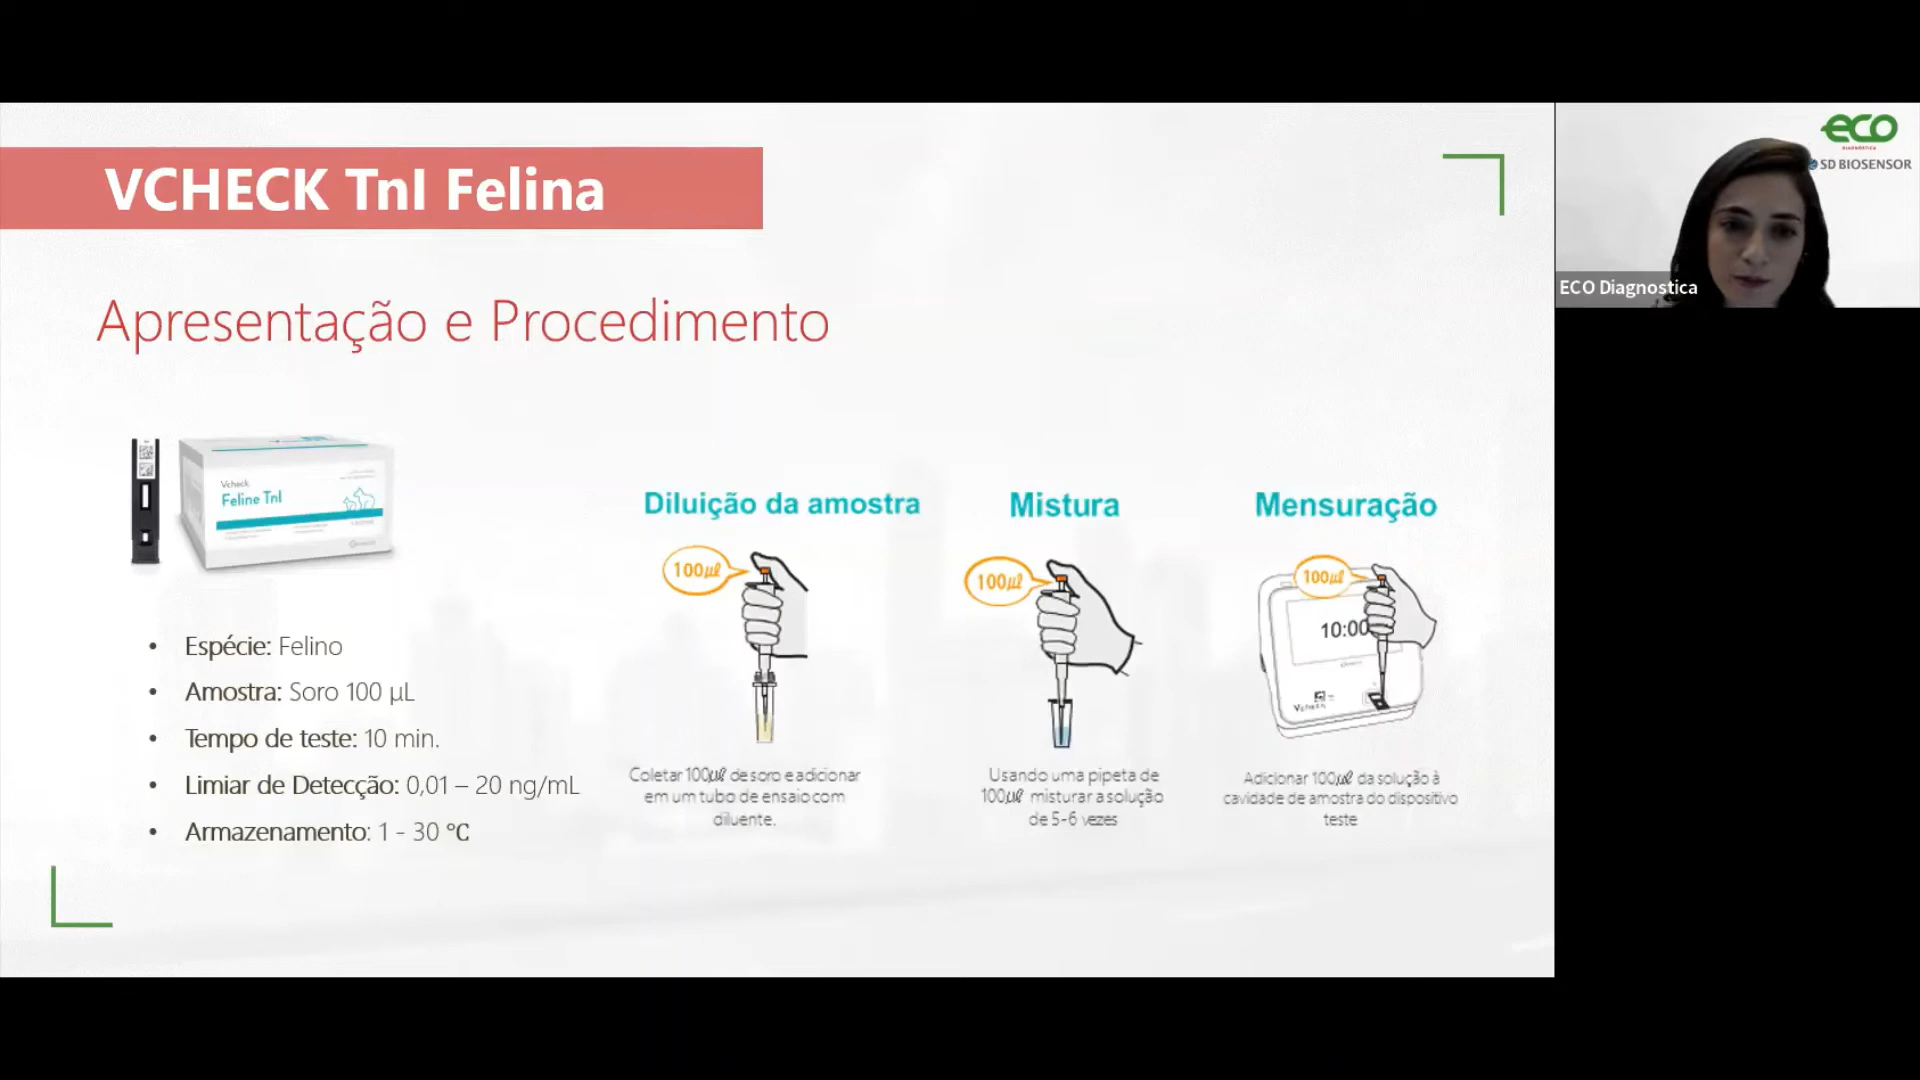 VCHECK TnI Felina
Apresentação e Procedimento
Vcheck
Feline TnI
• Espécie: Felino
• Amostra: Soro 100 µL
• Tempo de teste: 10 min.
• Limiar de Detecção: 0,01 – 20 ng/mL
• Armazenamento: 1 - 30 °C
Diluição da amostra
100㎕
Coletar 100㎕ de soro e adicionar
em um tubo de ensaio com
diluente.
Mistura
100㎕
Usando uma pipeta de
100㎕ misturar a solução
de 5-6 vezes
Mensuração
100㎕
10:00
Vcheck
Adicionar 100㎕ da solução à
cavidade de amostra do dispositivo
teste
eco
DIAGNÓSTICA
SD BIOSENSOR
ECO Diagnostica